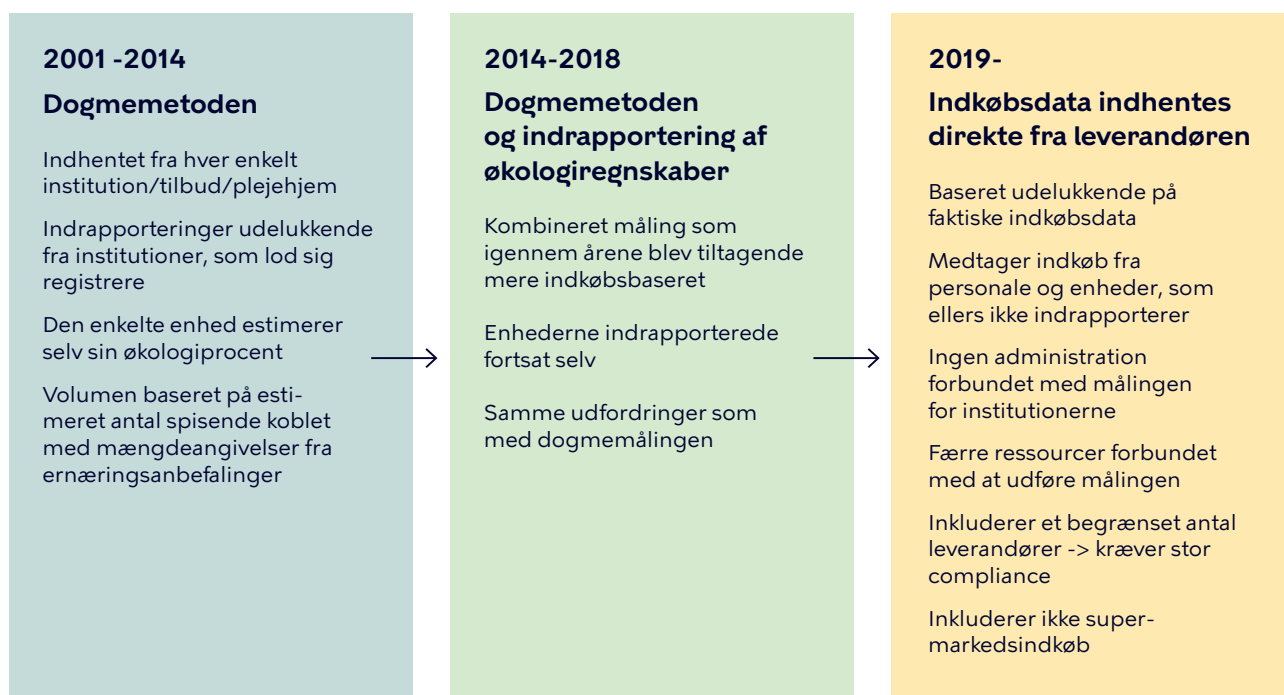 2001 -2014
Dogmemetoden
Indhentet fra hver enkelt
institution/tilbud/plejehjem
Indrapporteringer udelukkende
fra institutioner, som lod sig
registrere
Den enkelte enhed estimerer
selv sin økologiprocent
Volumen baseret på esti-
meret antal spisende koblet
med mængdeangivelser fra
ernæringsanbefalinger
2014-2018
Dogmemetoden
og indrapportering af
økologiregnskaber
Kombineret måling som
igennem årene blev tiltagende
mere indkøbsbaseret
Enhederne indrapporterede
fortsat selv
Samme udfordringer som
med dogmemålingen
2019-
Indkøbsdata indhentes
direkte fra leverandøren
Baseret udelukkende på
faktiske indkøbsdata
Medtager indkøb fra
personale og enheder, som
ellers ikke indrapporterer
Ingen administration
forbundet med målingen
for institutionerne
Færre ressourcer forbundet
med at udføre målingen
Inkluderer et begrænset antal
leverandører -> kræver stor
compliance
Inkluderer ikke super-
markedsindkøb